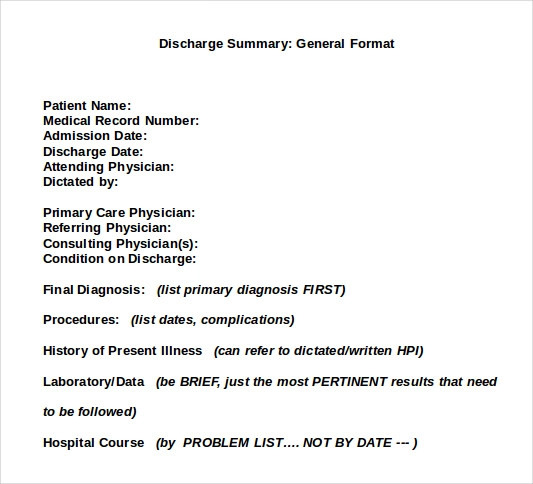 Discharge Summary: General Format
Patient Name:
Medical Record Number:
Admission Date:
Discharge Date:
Attending Physician:
Dictated by:
Primary Care Physician:
Referring Physician:
Consulting Physician(s):
Condition on Discharge:
Final Diagnosis: (list primary diagnosis FIRST)
Procedures: (list dates, complications)
History of Present Illness (can refer to dictated/written HPI)
Laboratory/Data (be BRIEF, just the most PERTINENT results that need
to be followed)
Hospital Course (by PROBLEM LIST.... NOT BY DATE --- )